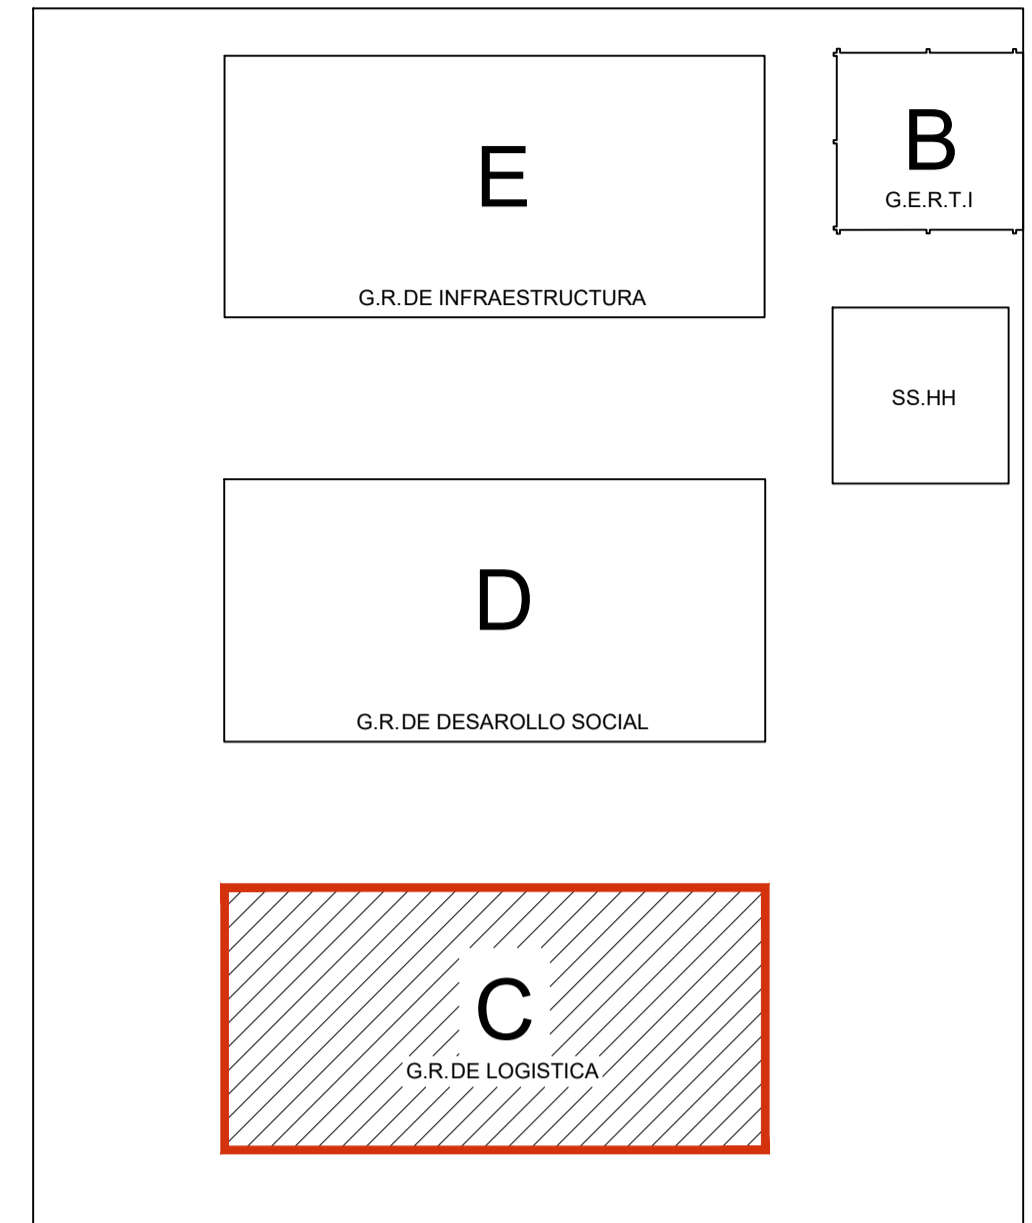 E
G.R.DE INFRAESTRUCTURA
B
G.E.R.T.I
SS.HH
D
G.R.DE DESAROLLO SOCIAL
C
G.R.DE LOGISTICA